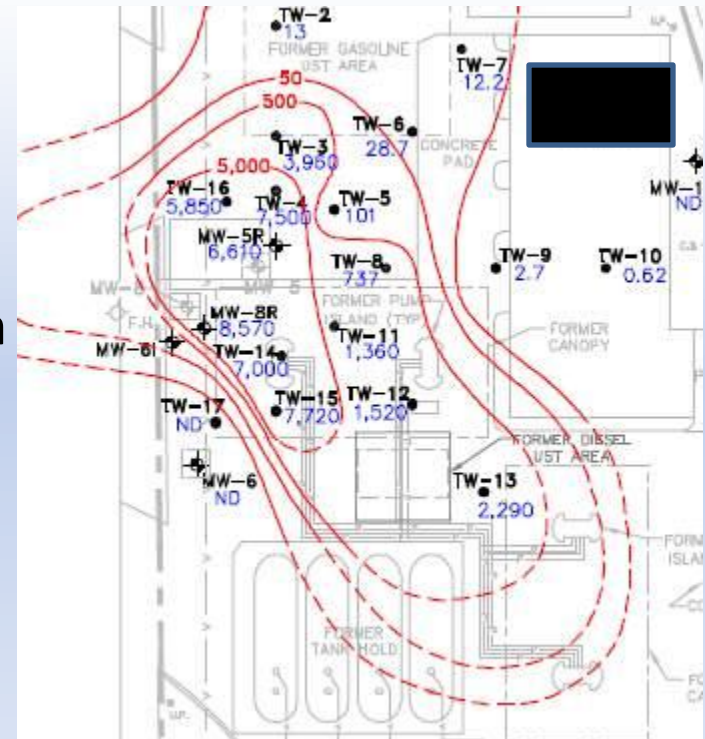 TW-2
13
FORMER GASOLINE
UST AREA
TW-7
12.2
50
500
TW-6
28.7
CONCRETE
PAD
TW-3
3,960
5,000
TW-16
5,850
TW-4
7,500
TW-5
101
MW-1
ND
MW-5R
6,610
TW-8
737
TW-9
2.7
TW-10
0.62
MW-5
FORMER PUMP
ISLAND (TYP
MW-8R
8,570
F.H.
MW-6I
TW-14
7,000
TW-11
1,360
FORMER
CANOPY
TW-17
ND
TW-15
7,720
TW-12
1,520
FORMER DIESEL
UST AREA
MW-6
ND
TW-13
2,290
FORMER
TANK HOLD
U.P.